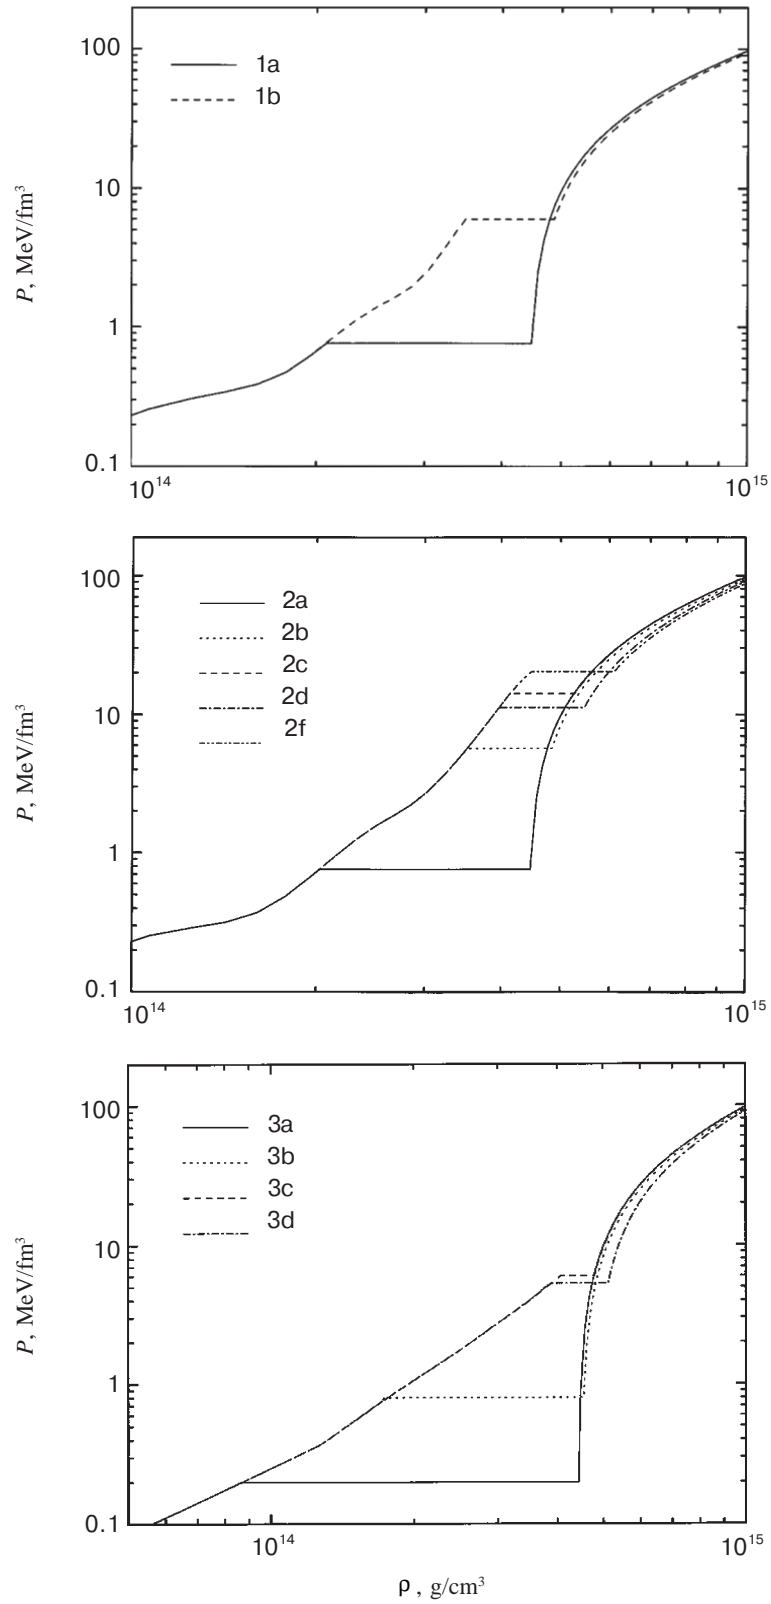 100
10
1
0.1
P, MeV/fm³
1a
1b
10¹⁴
10¹⁵
100
10
1
0.1
P, MeV/fm³
2a
2b
2c
2d
2f
10¹⁴
10¹⁵
100
10
1
0.1
P, MeV/fm³
3a
3b
3c
3d
10¹⁴
10¹⁵
ρ, g/cm³